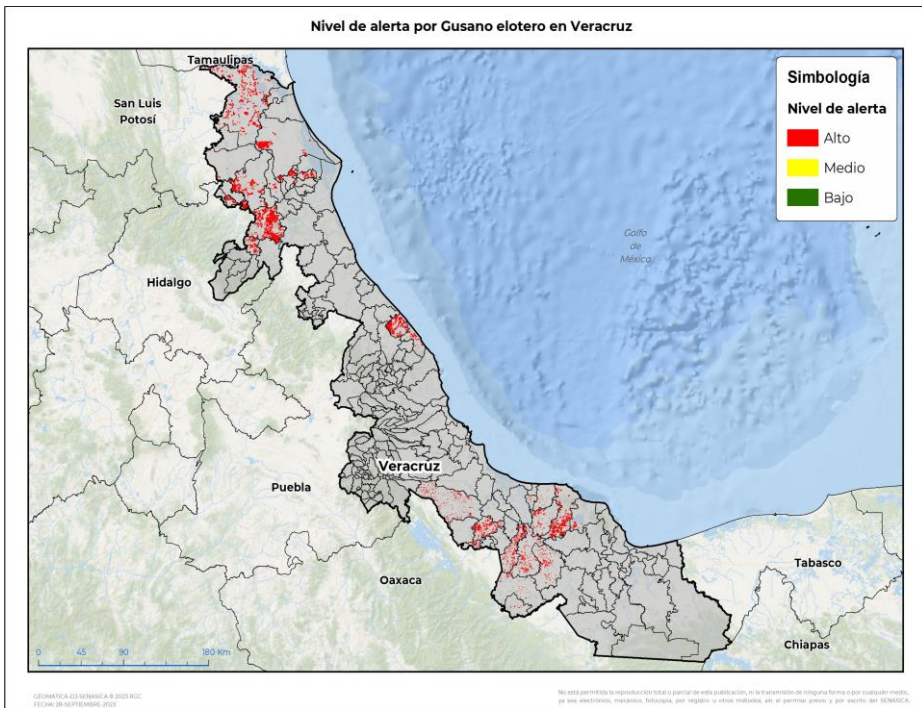 Nivel de alerta por Gusano elotero en Veracruz
Tamaulipas
San Luis
Potosí
Simbología
Nivel de alerta
Alto
Medio
Bajo
Golfo
de
México
Hidalgo
Veracruz
Puebla
Tabasco
Oaxaca
Chiapas
0 45 90 180 Km
GEOMATICA-DJ-SENASICA © 2023 RGC
FECHA: 28-SEPTIEMBRE-2023
No está permitida la reproducción total o parcial de esta publicación, ni la transmisión de ninguna forma o por cualquier medio,
ya sea electrónico, mecánico, fotocopia, por registro u otros métodos, sin el permiso previo y por escrito del SENASICA.